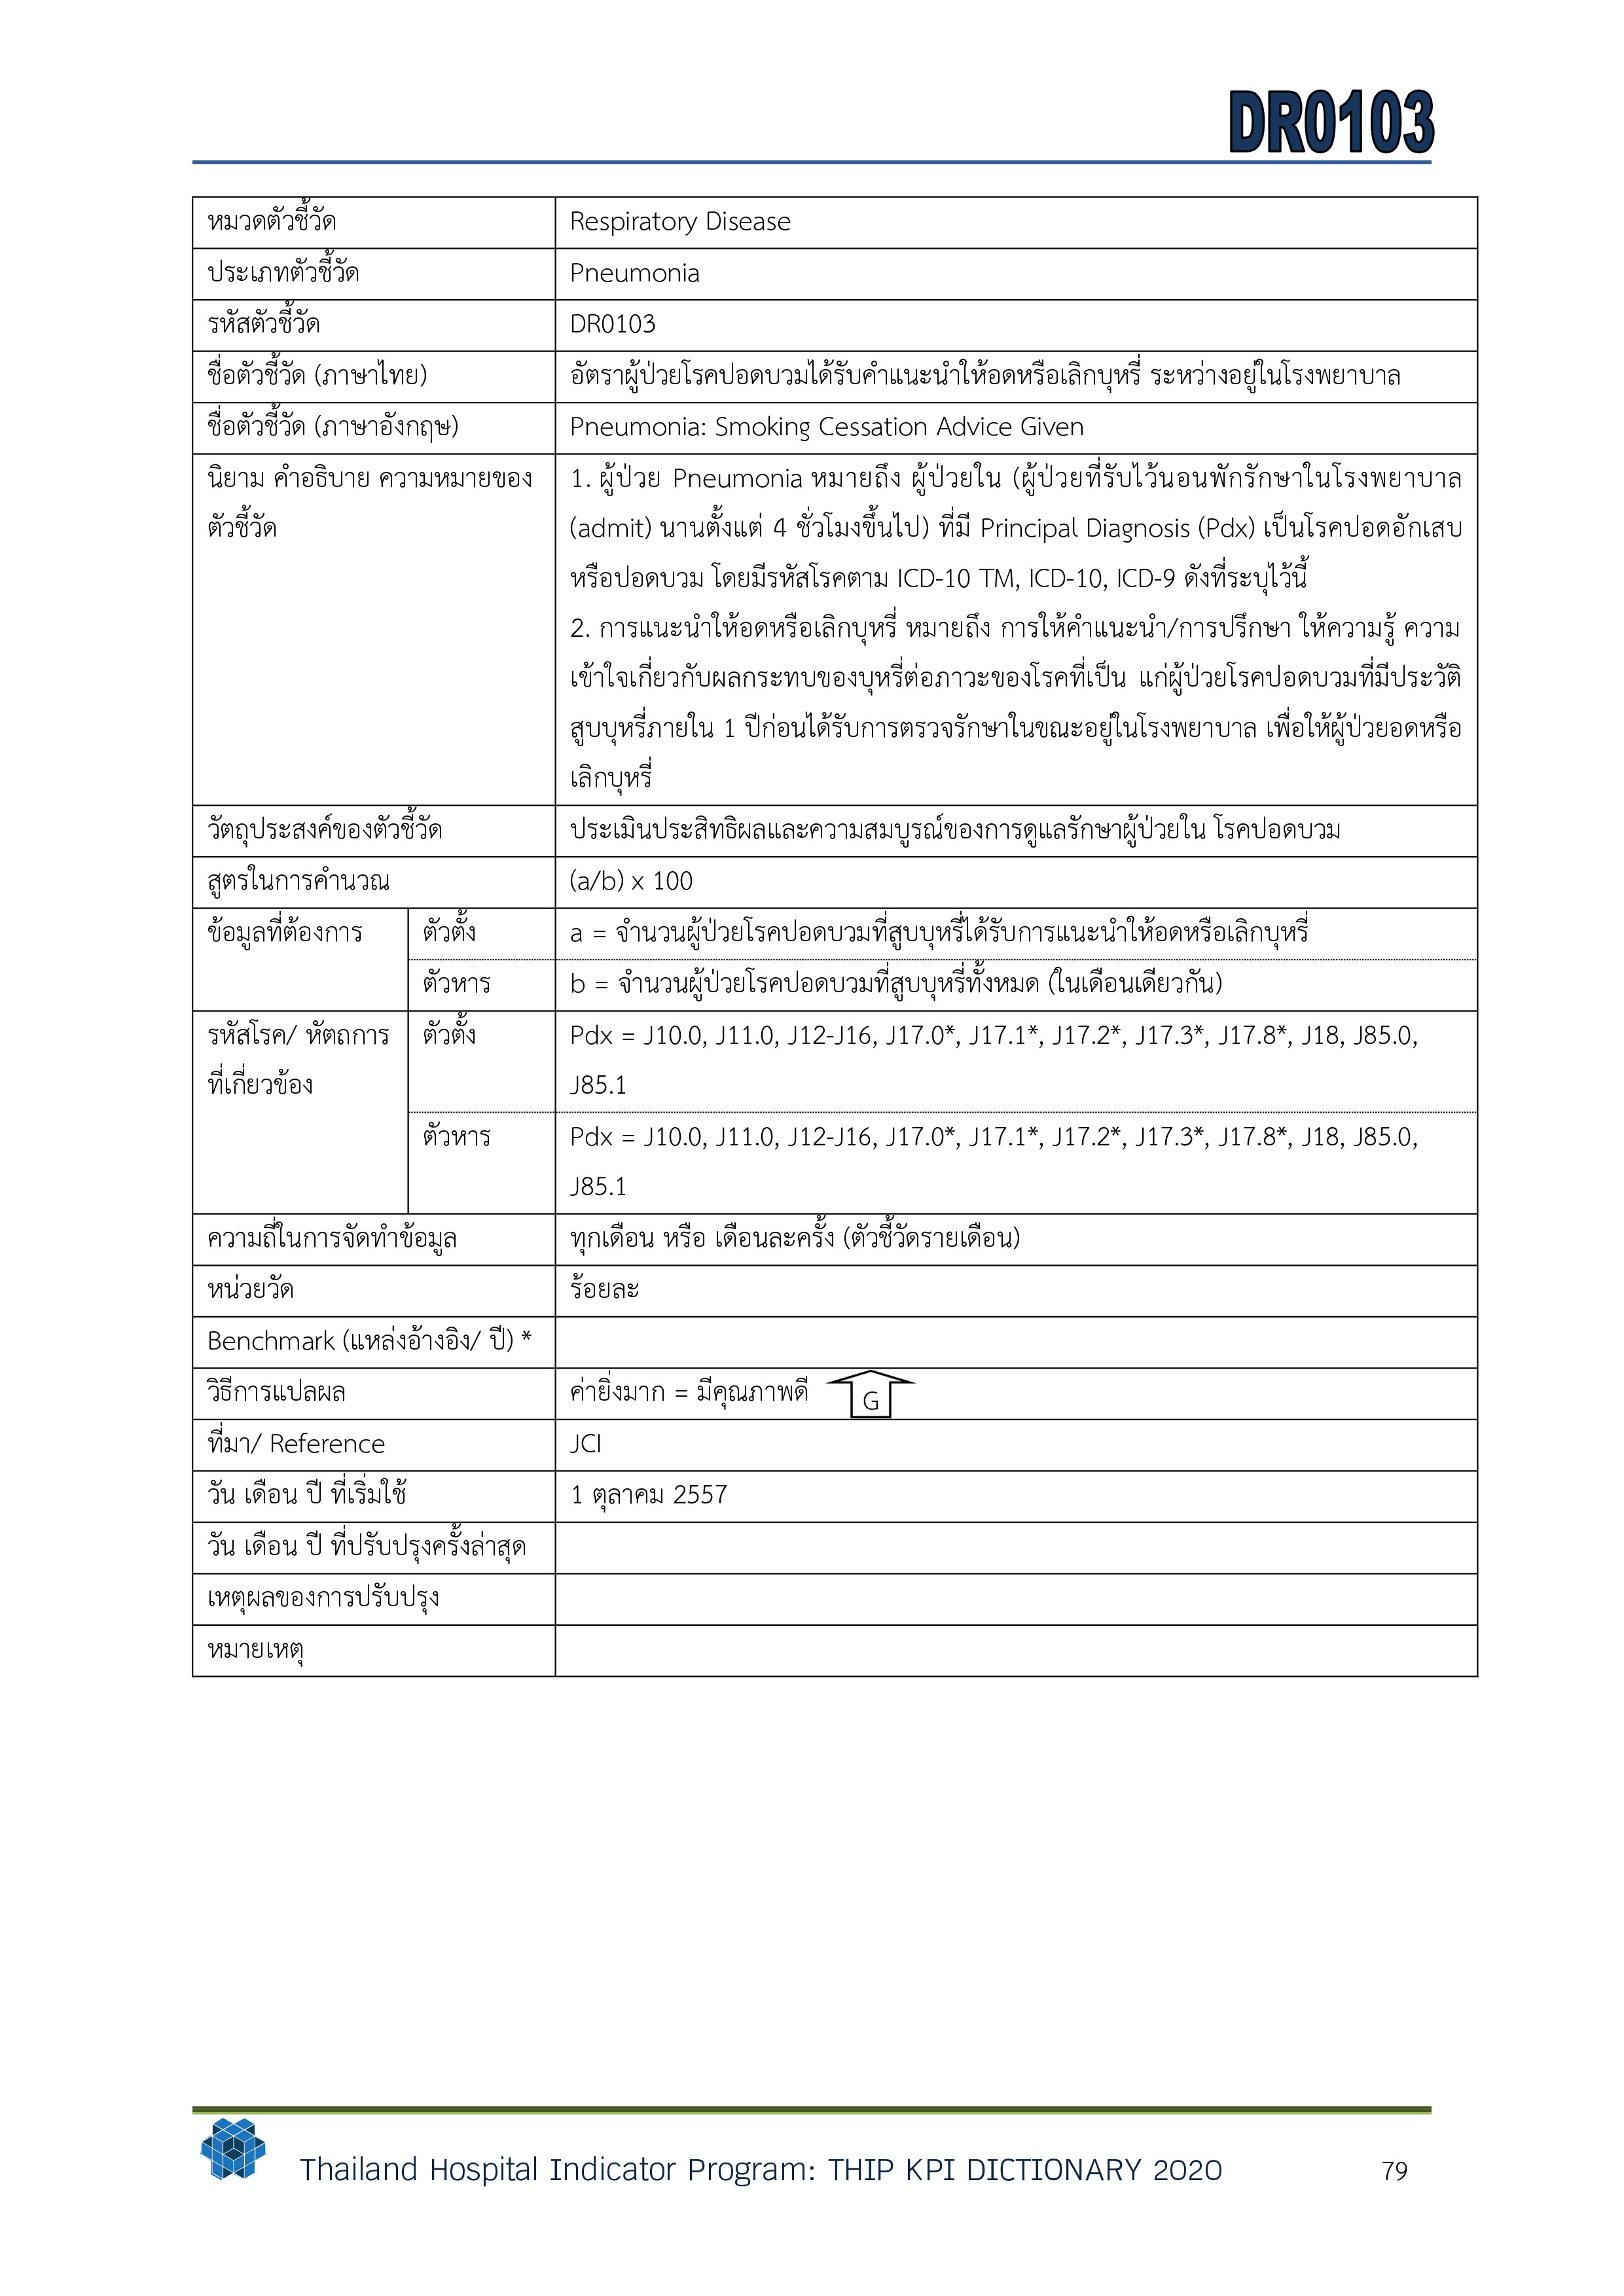 DR0103
หมวดตัวชี้วัด Respiratory Disease
ประเภทตัวชี้วัด Pneumonia
รหัสตัวชี้วัด DR0103
ชื่อตัวชี้วัด (ภาษาไทย) อัตราผู้ป่วยโรคปอดบวมได้รับคำแนะนำให้อดหรือเลิกบุหรี่ ระหว่างอยู่ในโรงพยาบาล
ชื่อตัวชี้วัด (ภาษาอังกฤษ) Pneumonia: Smoking Cessation Advice Given
นิยาม คำอธิบาย ความหมายของ 1. ผู้ป่วย Pneumonia หมายถึง ผู้ป่วยใน (ผู้ป่วยที่รับไว้นอนพักรักษาในโรงพยาบาล
ตัวชี้วัด (admit) นานตั้งแต่ 4 ชั่วโมงขึ้นไป) ที่มี Principal Diagnosis (Pdx) เป็นโรคปอดอักเสบ
หรือปอดบวม โดยมีรหัสโรคตาม ICD-10 TM, ICD-10, ICD-9 ดังที่ระบุไว้นี้
2. การแนะนำให้อดหรือเลิกบุหรี่ หมายถึง การให้คำแนะนำ/การปรึกษา ให้ความรู้ ความ
เข้าใจเกี่ยวกับผลกระทบของบุหรี่ต่อภาวะของโรคที่เป็น แก่ผู้ป่วยโรคปอดบวมที่มีประวัติ
สูบบุหรี่ภายใน 1 ปีก่อนได้รับการตรวจรักษาในขณะอยู่ในโรงพยาบาล เพื่อให้ผู้ป่วยอดหรือ
เลิกบุหรี่
วัตถุประสงค์ของตัวชี้วัด ประเมินประสิทธิผลและความสมบูรณ์ของการดูแลรักษาผู้ป่วยใน โรคปอดบวม
สูตรในการคำนวณ (a/b) x 100
ข้อมูลที่ต้องการ ตัวตั้ง a = จำนวนผู้ป่วยโรคปอดบวมที่สูบบุหรี่ได้รับการแนะนำให้อดหรือเลิกบุหรี่
ตัวหาร b = จำนวนผู้ป่วยโรคปอดบวมที่สูบบุหรี่ทั้งหมด (ในเดือนเดียวกัน)
รหัสโรค/ หัตถการ ตัวตั้ง Pdx = J10.0, J11.0, J12-J16, J17.0*, J17.1*, J17.2*, J17.3*, J17.8*, J18, J85.0,
ที่เกี่ยวข้อง J85.1
ตัวหาร Pdx = J10.0, J11.0, J12-J16, J17.0*, J17.1*, J17.2*, J17.3*, J17.8*, J18, J85.0,
J85.1
ความถี่ในการจัดทำข้อมูล ทุกเดือน หรือ เดือนละครั้ง (ตัวชี้วัดรายเดือน)
หน่วยวัด ร้อยละ
Benchmark (แหล่งอ้างอิง/ ปี) *
วิธีการแปลผล ค่ายิ่งมาก = มีคุณภาพดี G
ที่มา/ Reference JCI
วัน เดือน ปี ที่เริ่มใช้ 1 ตุลาคม 2557
วัน เดือน ปี ที่ปรับปรุงครั้งล่าสุด
เหตุผลของการปรับปรุง
หมายเหตุ
Thailand Hospital Indicator Program: THIP KPI DICTIONARY 2020 79